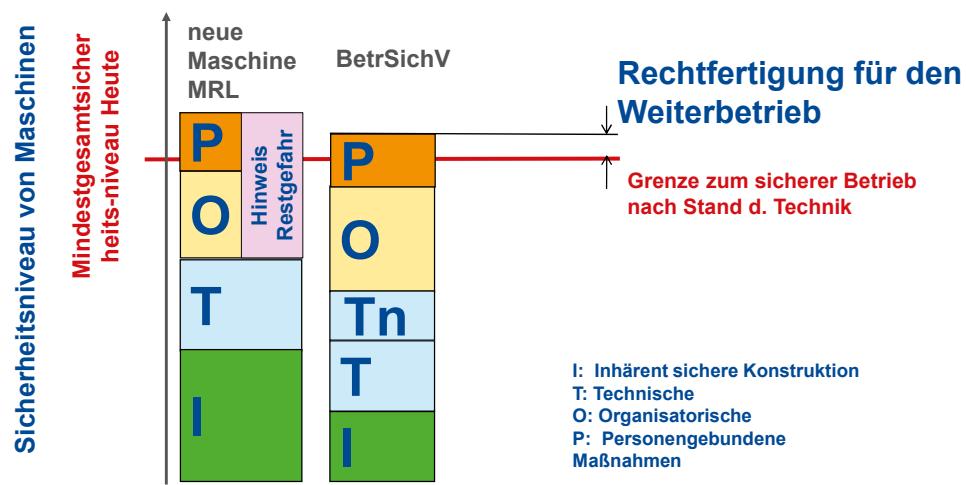 Sicherheitsniveau von Maschinen
Mindestgesamtsicher
heits-niveau Heute
neue
Maschine
MRL
P
O
Hinweis
Restgefahr
T
I
BetrSichV
P
O
Tn
T
I
Rechtfertigung für den
Weiterbetrieb
Grenze zum sicherer Betrieb
nach Stand d. Technik
I: Inhärent sichere Konstruktion
T: Technische
O: Organisatorische
P: Personengebundene
Maßnahmen